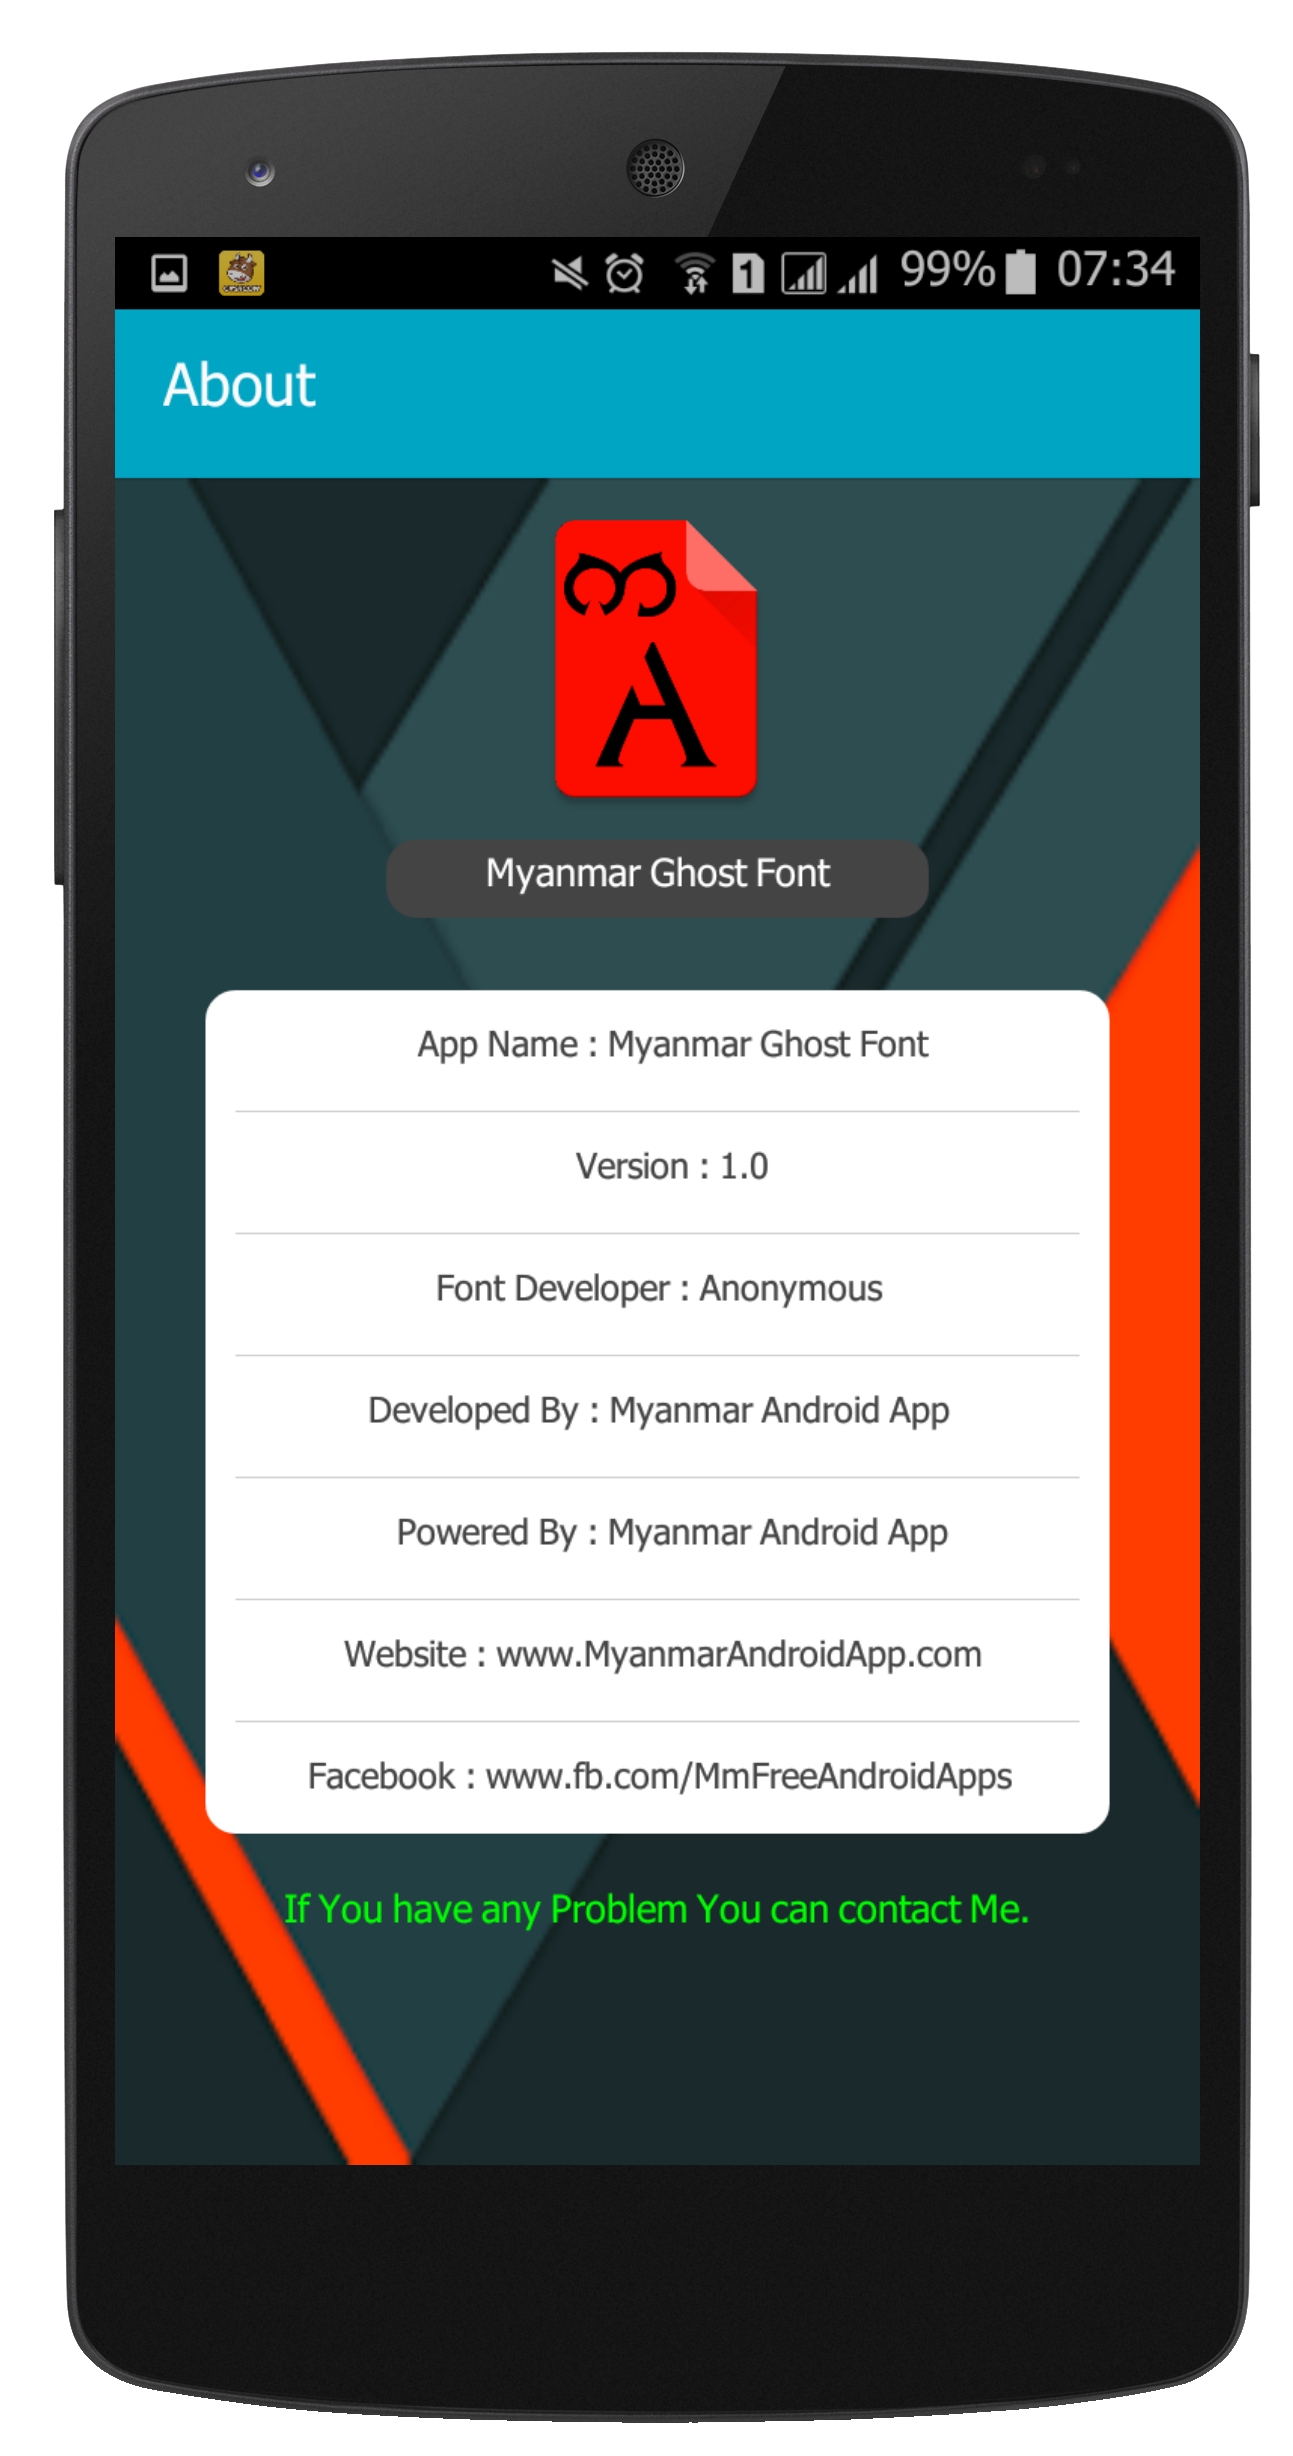 99% 07:34
About
အ
A
Myanmar Ghost Font
App Name : Myanmar Ghost Font
Version : 1.0
Font Developer : Anonymous
Developed By : Myanmar Android App
Powered By : Myanmar Android App
Website : www.MyanmarAndroidApp.com
Facebook : www.fb.com/MmFreeAndroidApps
If You have any Problem You can contact Me.